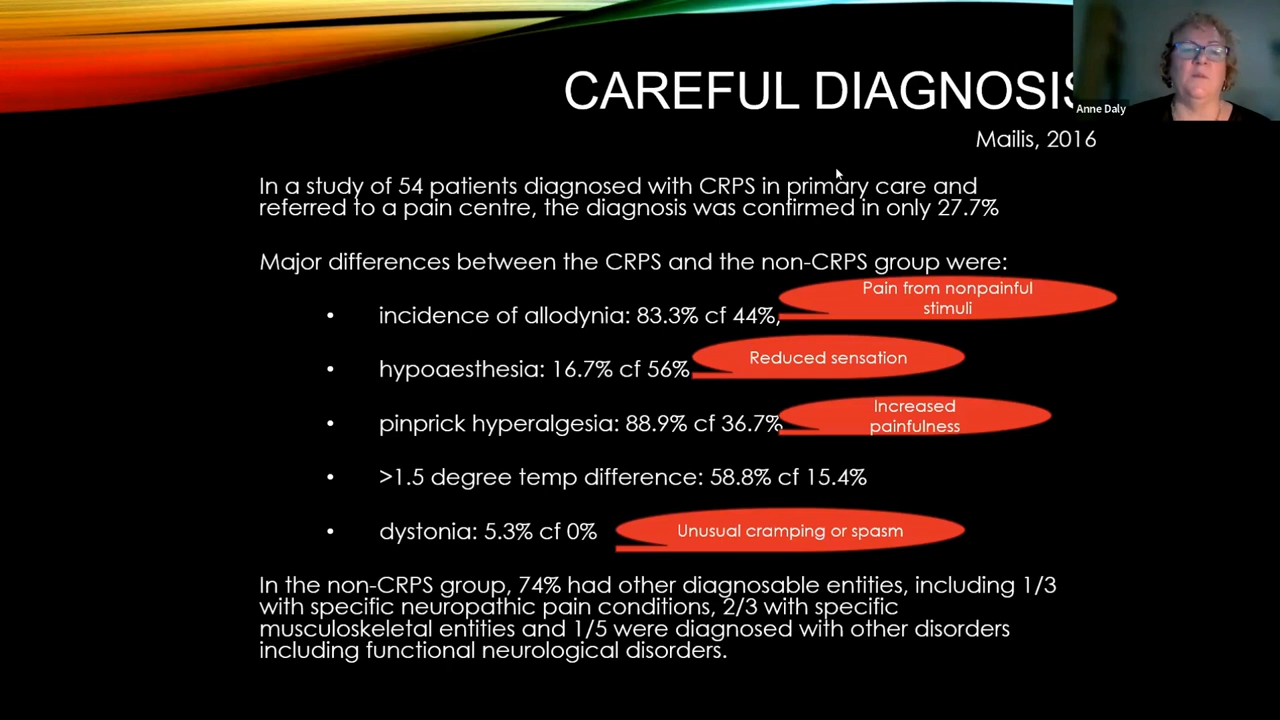 CAREFUL DIAGNOSIS
Anne Daly
Mailis, 2016
In a study of 54 patients diagnosed with CRPS in primary care and
referred to a pain centre, the diagnosis was confirmed in only 27.7%
Major differences between the CRPS and the non-CRPS group were:
• incidence of allodynia: 83.3% cf 44%,
Pain from nonpainful
stimuli
• hypoaesthesia: 16.7% cf 56%
Reduced sensation
• pinprick hyperalgesia: 88.9% cf 36.7%
Increased
painfulness
• >1.5 degree temp difference: 58.8% cf 15.4%
• dystonia: 5.3% cf 0%
Unusual cramping or spasm
In the non-CRPS group, 74% had other diagnosable entities, including 1/3
with specific neuropathic pain conditions, 2/3 with specific
musculoskeletal entities and 1/5 were diagnosed with other disorders
including functional neurological disorders.